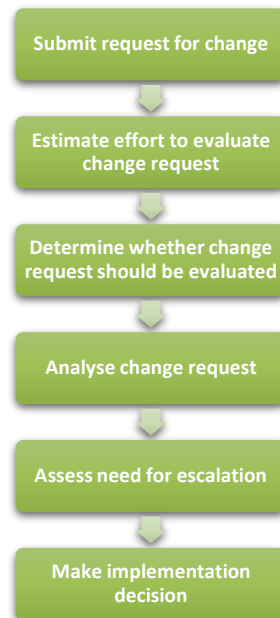 Submit request for change
Estimate effort to evaluate
change request
Determine whether change
request should be evaluated
Analyse change request
Assess need for escalation
Make implementation
decision